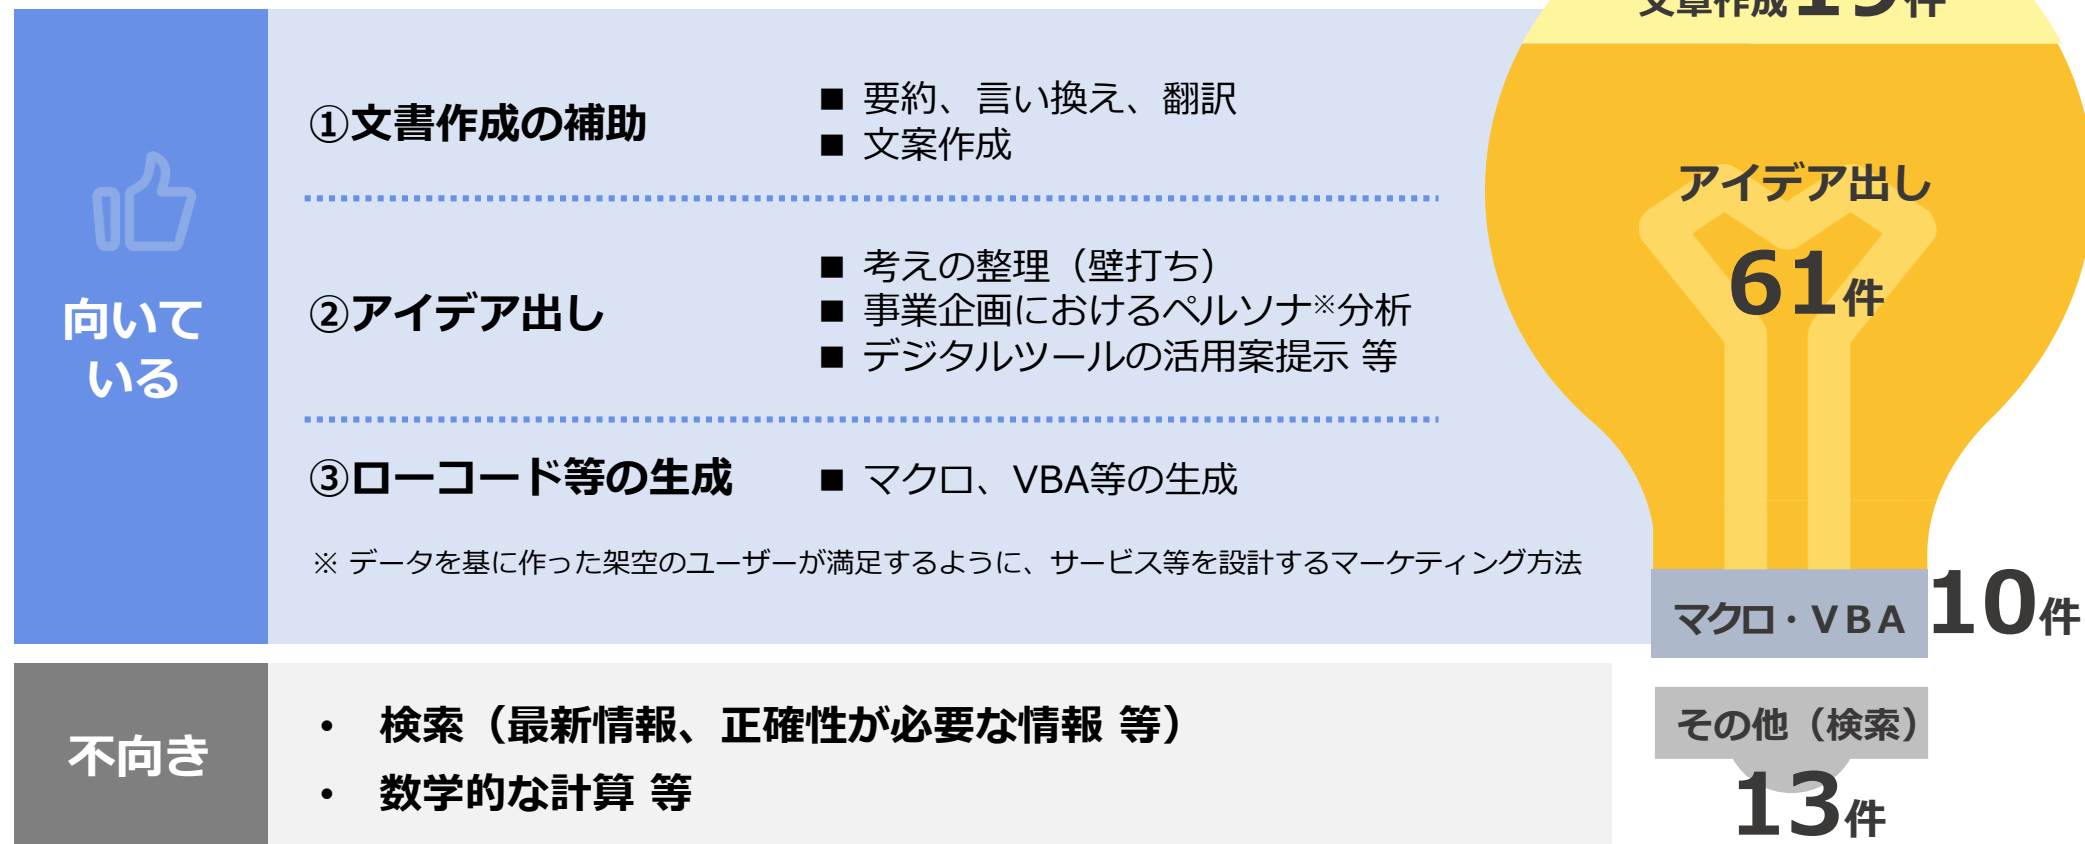 向いて
いる
①文書作成の補助
■ 要約、言い換え、翻訳
■ 文案作成
②アイデア出し
■ 考えの整理（壁打ち）
■ 事業企画におけるペルソナ※分析
■ デジタルツールの活用案提示 等
③ローコード等の生成
■ マクロ、VBA等の生成
※ データを基に作った架空のユーザーが満足するように、サービス等を設計するマーケティング方法
不向き
• 検索（最新情報、正確性が必要な情報 等）
• 数学的な計算 等
文章作成
件
アイデア出し
61件
マクロ・ＶＢＡ 10件
その他（検索）
13件